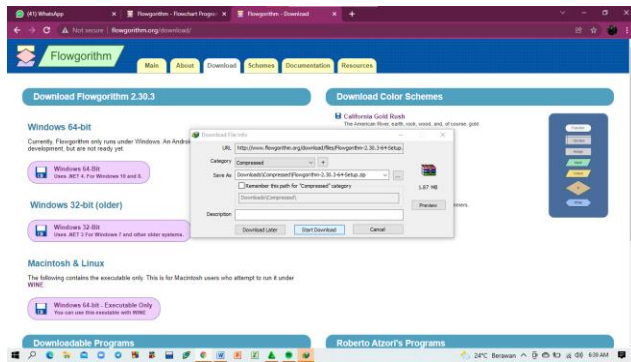 (41) WhatsApp
Flowgorithm - Flowchart Progra
Flowgorithm - Download
Not secure | flowgorithm.org/download/
Flowgorithm
Main
About
Download
Schemes
Documentation
Resources
Download Flowgorithm 2.30.3
Download Color Schemes
California Gold Rush
The American River, earth, rock, wood, and, of course, gold.
Windows 64-bit
Currently, Flowgorithm only runs under Windows. An Androi
development, but are not ready yet.
Windows 64-Bit
Uses .NET 4. For Windows 10 and 8.
Windows 32-bit (older)
Windows 32-Bit
Uses .NET 3 For Windows 7 and other older systems.
Download File Info
URL
http://www.flowgorithm.org/download/files/Flowgorithm-2.30.3-64-Setup.
Category
Compressed
+
Save As
Downloads\Compressed\Flowgorithm-2.30.3-64-Setup.zip
...
Remember this path for "Compressed" category
Downloads\Compressed\
Description
1.87 MB
Preview
Download Later
Start Download
Cancel
Macintosh & Linux
The following contains the executable only. This is for Macintosh users who attempt to run it under
WINE.
Windows 64-bit - Executable Only
You can use this executable with WINE
Downloadable Programs
Roberto Atzori's Programs
24°C Berawan
6:30 AM